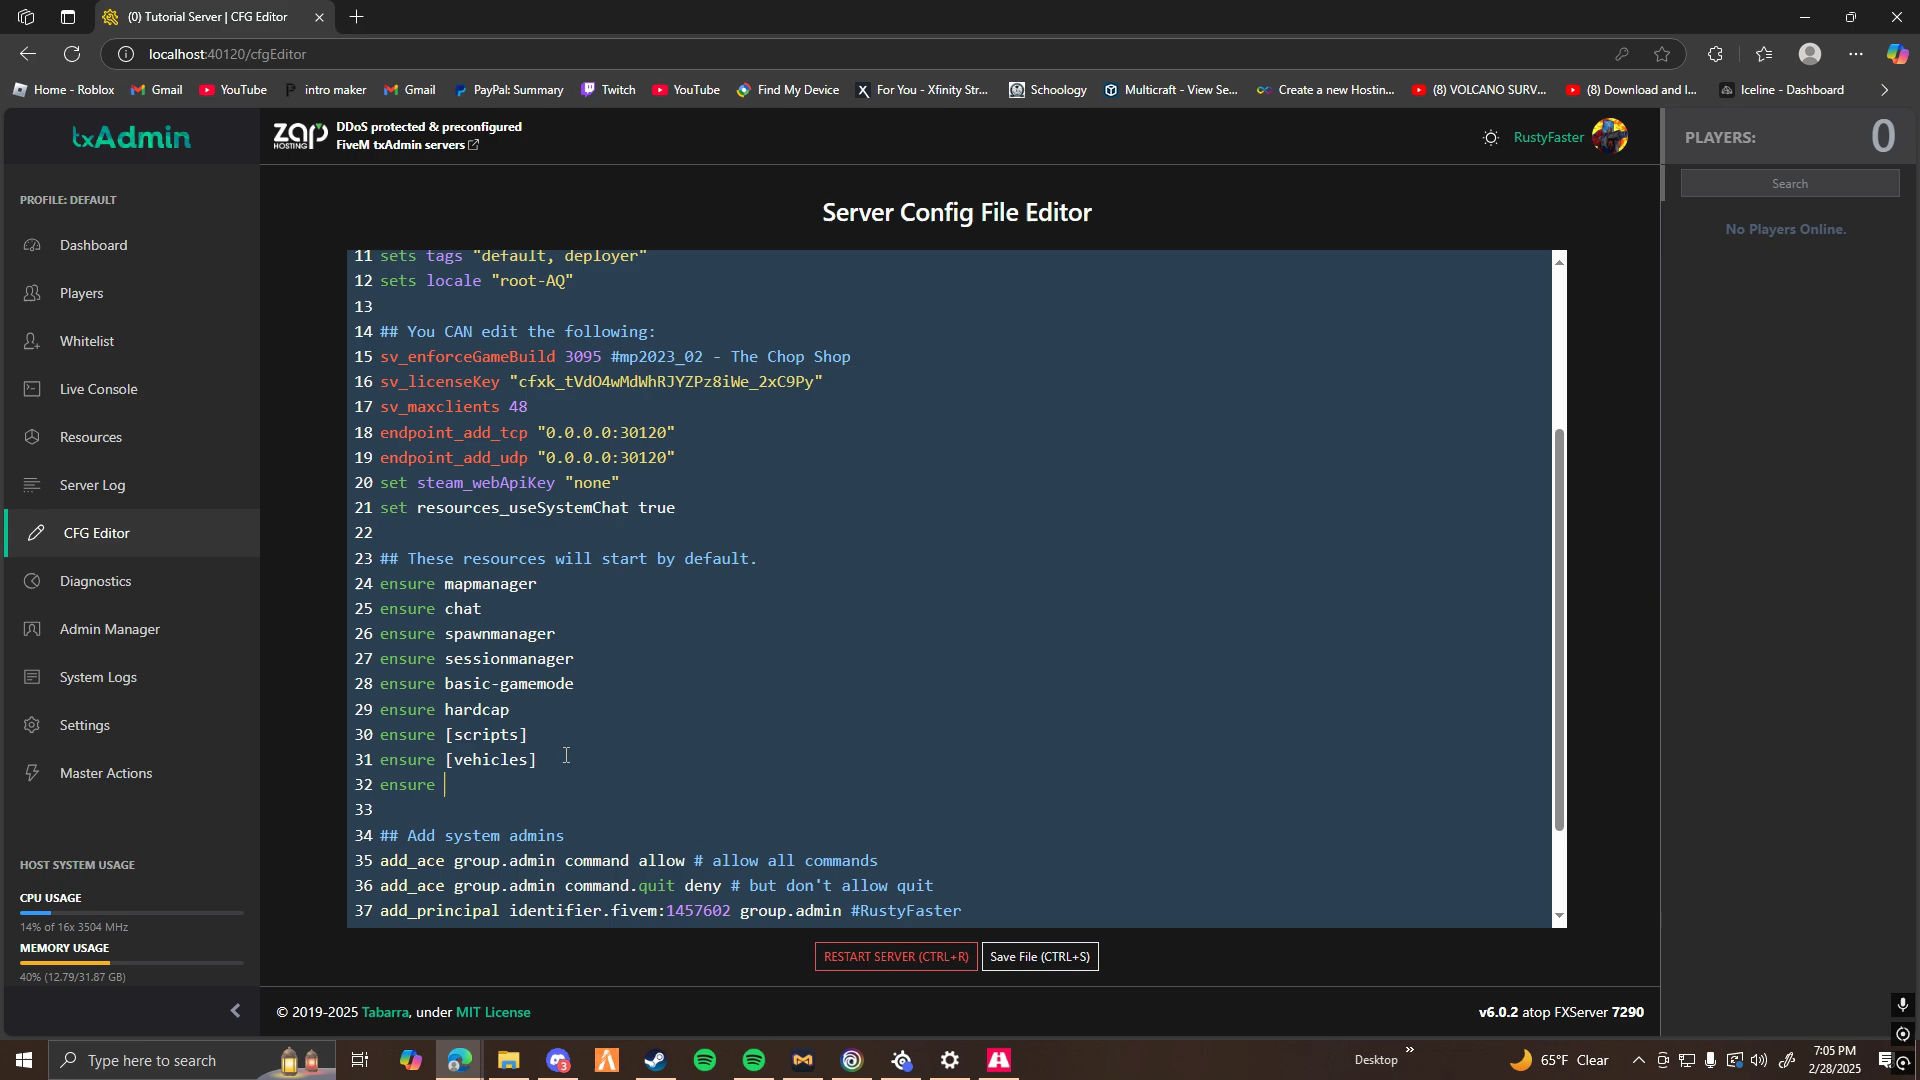 (0) Tutorial Server | CFG Editor
localhost:40120/cfgEditor
Home - Roblox
Gmail
YouTube
intro maker
Gmail
PayPal: Summary
Twitch
YouTube
Find My Device
For You - Xfinity Str...
Schoology
Multicraft - View Se...
Create a new Hostin...
(8) VOLCANO SURV...
(8) Download and I...
Iceline - Dashboard
txAdmin
ZAP HOSTING
DDoS protected & preconfigured
FiveM txAdmin servers
RustyFaster
PLAYERS:
0
Search
No Players Online.
PROFILE: DEFAULT
Dashboard
Players
Whitelist
Live Console
Resources
Server Log
CFG Editor
Diagnostics
Admin Manager
System Logs
Settings
Master Actions
HOST SYSTEM USAGE
CPU USAGE
14% of 16x 3504 MHz
MEMORY USAGE
40% (12.79/31.87 GB)
Server Config File Editor
11 sets tags "default, deployer"
12 sets locale "root-AQ"
13
14 ## You CAN edit the following:
15 sv_enforceGameBuild 3095 #mp2023_02 - The Chop Shop
16 sv_licenseKey "cfxk_tVdO4wMdWhRJYZPz8iWe_2xC9Py"
17 sv_maxclients 48
18 endpoint_add_tcp "0.0.0.0:30120"
19 endpoint_add_udp "0.0.0.0:30120"
20 set steam_webApiKey "none"
21 set resources_useSystemChat true
22
23 ## These resources will start by default.
24 ensure mapmanager
25 ensure chat
26 ensure spawnmanager
27 ensure sessionmanager
28 ensure basic-gamemode
29 ensure hardcap
30 ensure [scripts]
31 ensure [vehicles]
32 ensure
33
34 ## Add system admins
35 add_ace group.admin command allow # allow all commands
36 add_ace group.admin command.quit deny # but don't allow quit
37 add_principal identifier.fivem:1457602 group.admin #RustyFaster
RESTART SERVER (CTRL+R)
Save File (CTRL+S)
© 2019-2025 Tabarra, under MIT License
v6.0.2 atop FXServer 7290
Type here to search
Desktop
65°F Clear
7:05 PM
2/28/2025